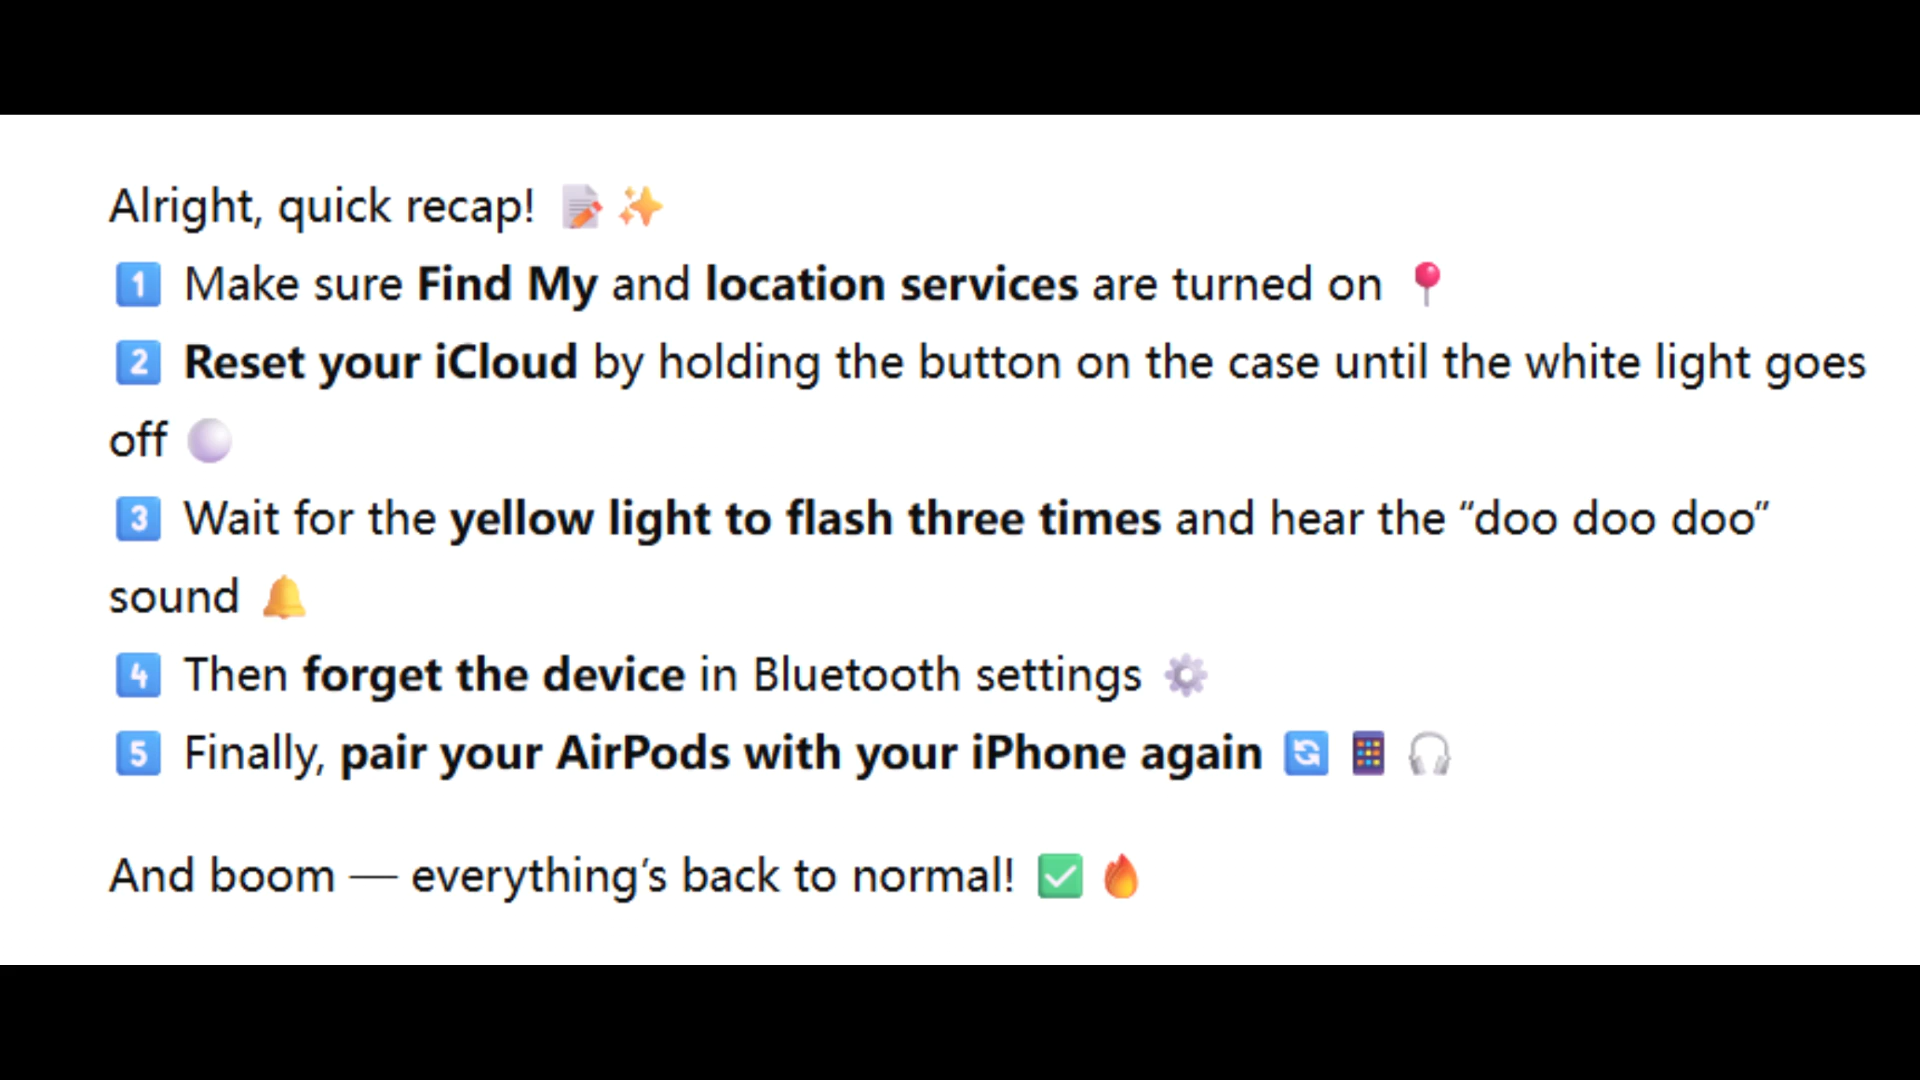 Alright, quick recap! 📝✨
1️⃣ Make sure Find My and location services are turned on 📍
2️⃣ Reset your iCloud by holding the button on the case until the white light goes
off ⚪
3️⃣ Wait for the yellow light to flash three times and hear the “doo doo doo”
sound 🔔
4️⃣ Then forget the device in Bluetooth settings ⚙️
5️⃣ Finally, pair your AirPods with your iPhone again 🔄📱🎧
And boom — everything’s back to normal! ✅🔥